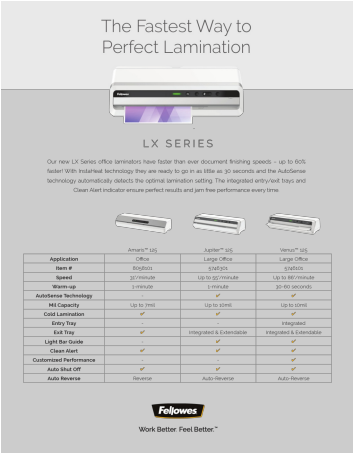 The Fastest Way to
Perfect Lamination
Fellowes
LX SERIES
Our new LX Series office laminators have faster than ever document finishing speeds - up to 60%
faster! With InstaHeat technology they are ready to go in as little as 30 seconds and the AutoSense
technology automatically detects the optimal lamination setting. The integrated entry/exit trays and
Clean Alert indicator ensure perfect results and jam free performance every time.
Amaris™ 125 Jupiter™ 125 Venus™ 125
Application Office Large Office Large Office
Item # 8058101 5746301 5746101
Speed 31"/minute Up to 55"/minute Up to 86"/minute
Warm-up 1-minute 1-minute 30-60 seconds
AutoSense Technology - ✔ ✔
Mil Capacity Up to 7mil Up to 10mil Up to 10mil
Cold Lamination ✔ ✔ ✔
Entry Tray - - Integrated
Exit Tray ✔ Integrated & Extendable Integrated & Extendable
Light Bar Guide - ✔ ✔
Clean Alert ✔ ✔ ✔
Customized Performance - - ✔
Auto Shut Off ✔ ✔ ✔
Auto Reverse Reverse Auto-Reverse Auto-Reverse
Fellowes
Work Better. Feel Better.™